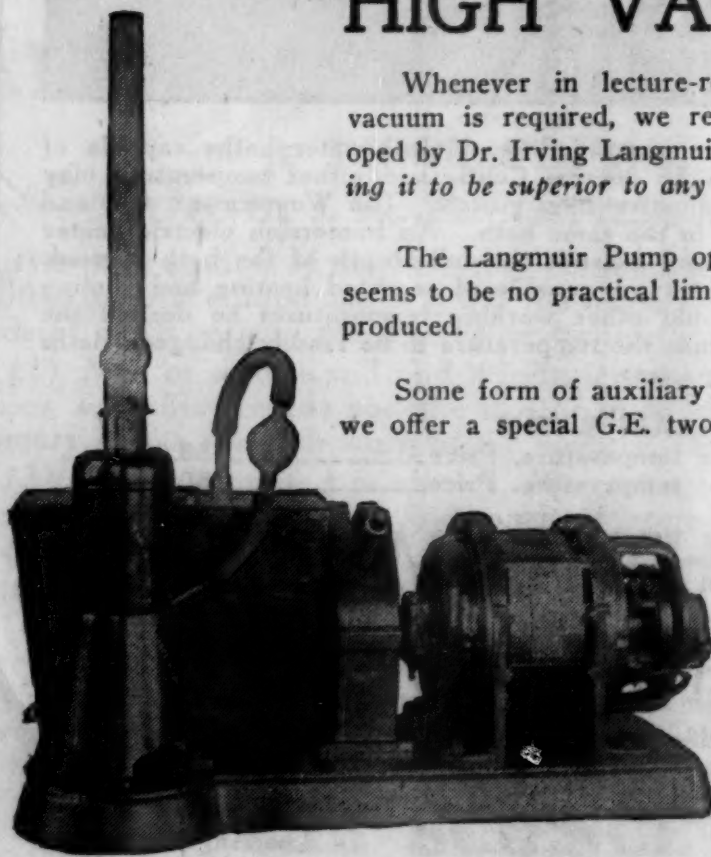 HIGH VA
Whenever in lecture-r
vacuum is required, we re
oped by Dr. Irving Langmui
ing it to be superior to any
The Langmuir Pump op
seems to be no practical lim
produced.
Some form of auxiliary
we offer a special G.E. two